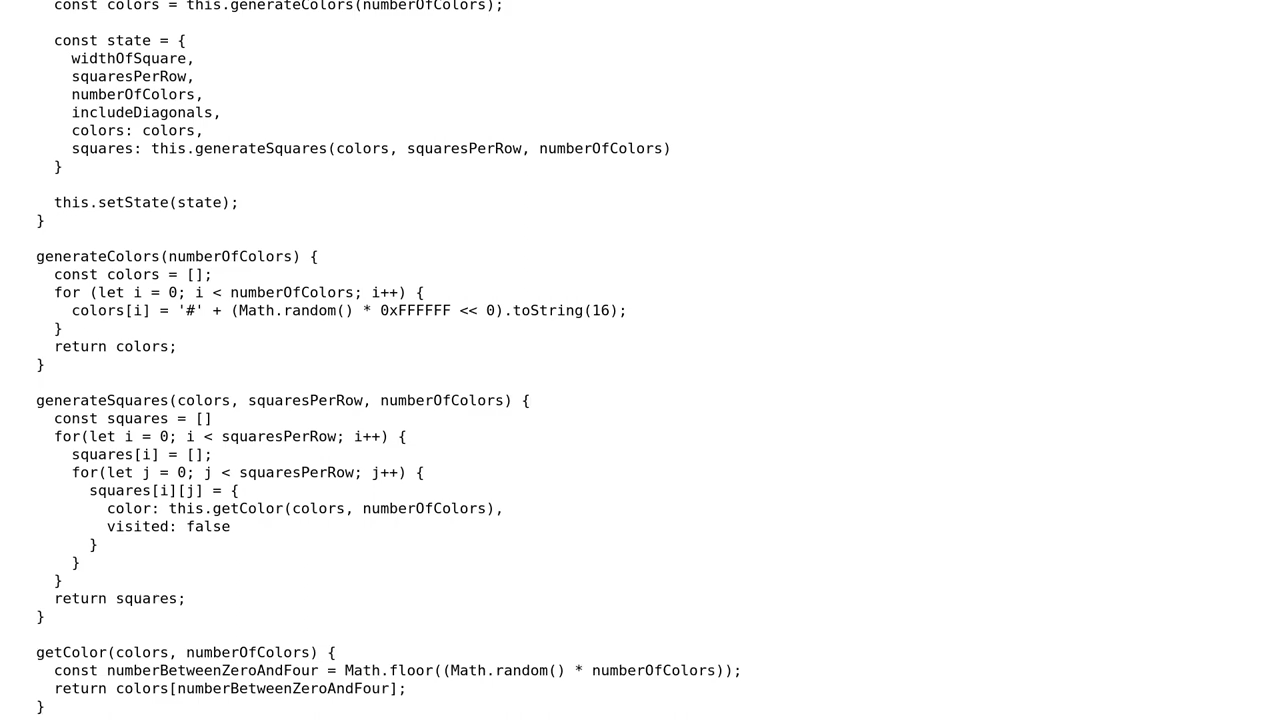 const colors = this.generateColors(numberOfColors);

const state = {
widthOfSquare,
squaresPerRow,
numberOfColors,
includeDiagonals,
colors: colors,
squares: this.generateSquares(colors, squaresPerRow, numberOfColors)
}

this.setState(state);
}

generateColors(numberOfColors) {
const colors = [];
for (let i = 0; i < numberOfColors; i++) {
colors[i] = '#' + (Math.random() * 0xFFFFFF << 0).toString(16);
}
return colors;
}

generateSquares(colors, squaresPerRow, numberOfColors) {
const squares = []
for(let i = 0; i < squaresPerRow; i++) {
squares[i] = [];
for(let j = 0; j < squaresPerRow; j++) {
squares[i][j] = {
color: this.getColor(colors, numberOfColors),
visited: false
}
}
}
return squares;
}

getColor(colors, numberOfColors) {
const numberBetweenZeroAndFour = Math.floor((Math.random() * numberOfColors));
return colors[numberBetweenZeroAndFour];
}